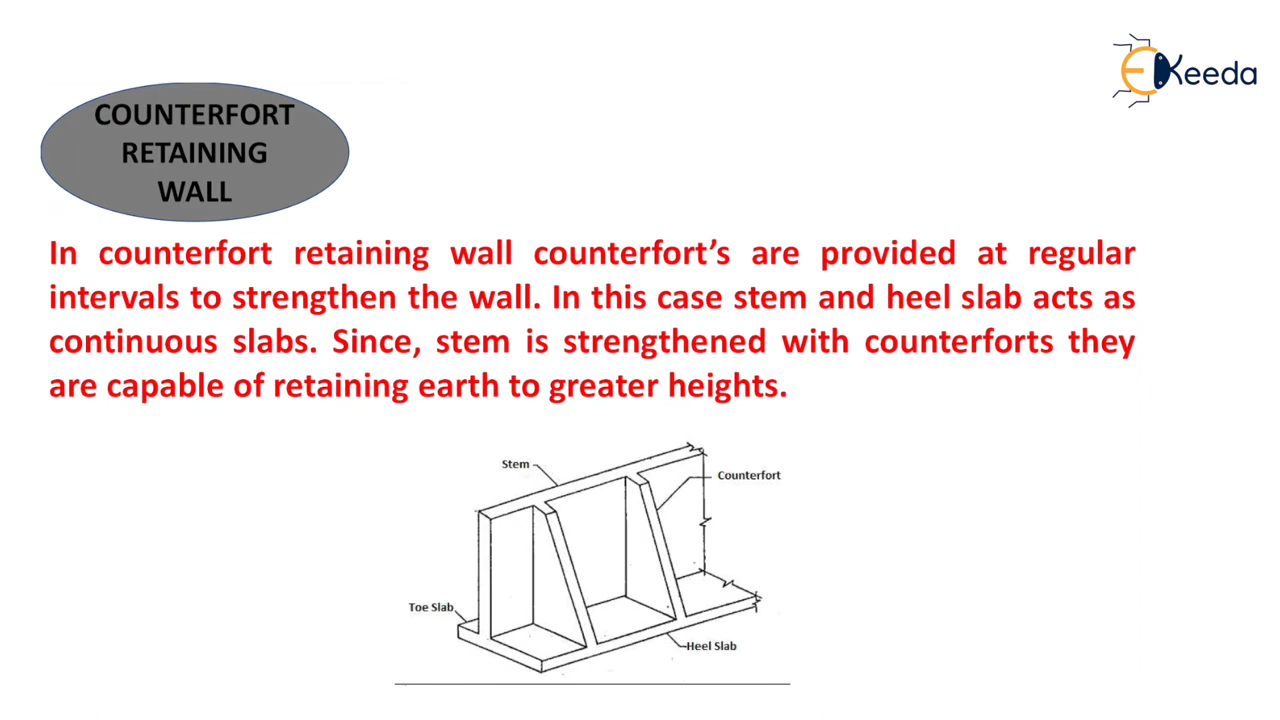 EKeeda
COUNTERFORT
RETAINING
WALL
In counterfort retaining wall counterfort’s are provided at regular
intervals to strengthen the wall. In this case stem and heel slab acts as
continuous slabs. Since, stem is strengthened with counterforts they
are capable of retaining earth to greater heights.
Stem
Counterfort
Toe Slab
Heel Slab